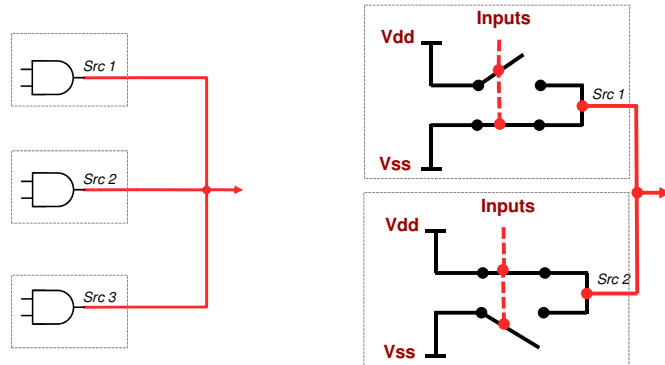 Src 1
Src 2
Src 3
Inputs
Vdd
Src 1
Vss
Inputs
Vdd
Src 2
Vss